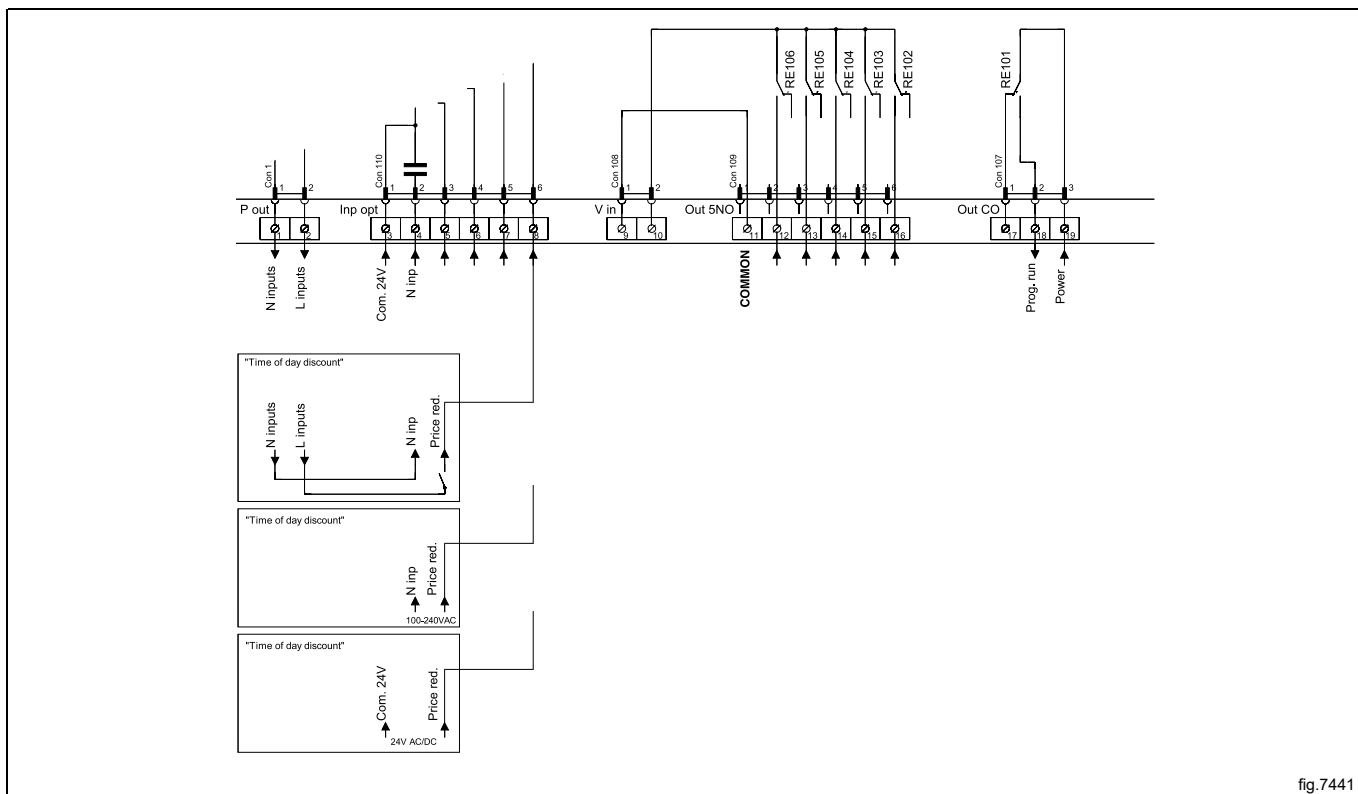 RE106
RE105
RE104
RE103
RE102
RE101
Con 1
Con 110
Con 108
Con 109
Con 107
1 2
1 2 3 4 5 6
1 2
1 2 3 4 5 6
1 2 3
P out
Inp opt
V in
Out 5NO
Out CO
1 2
3 4 5 6 7 8
9 10
11 12 13 14 15 16
17 18 19
N inputs
L inputs
Com. 24V
N inp
COMMON
Prog. run
Power
"Time of day discount"
N inputs
L inputs
N inp
Price red.
"Time of day discount"
N inp
Price red.
100-240VAC
"Time of day discount"
Com. 24V
Price red.
24V AC/DC
fig.7441